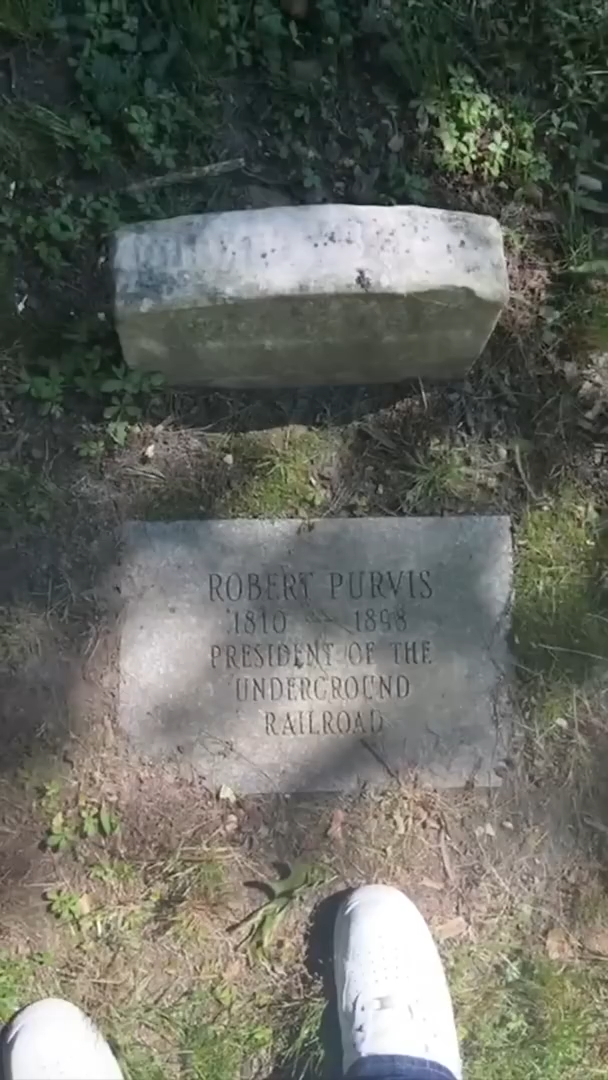 ROBERT PURVIS
1810 — 1898
PRESIDENT OF THE
UNDERGROUND
RAILROAD